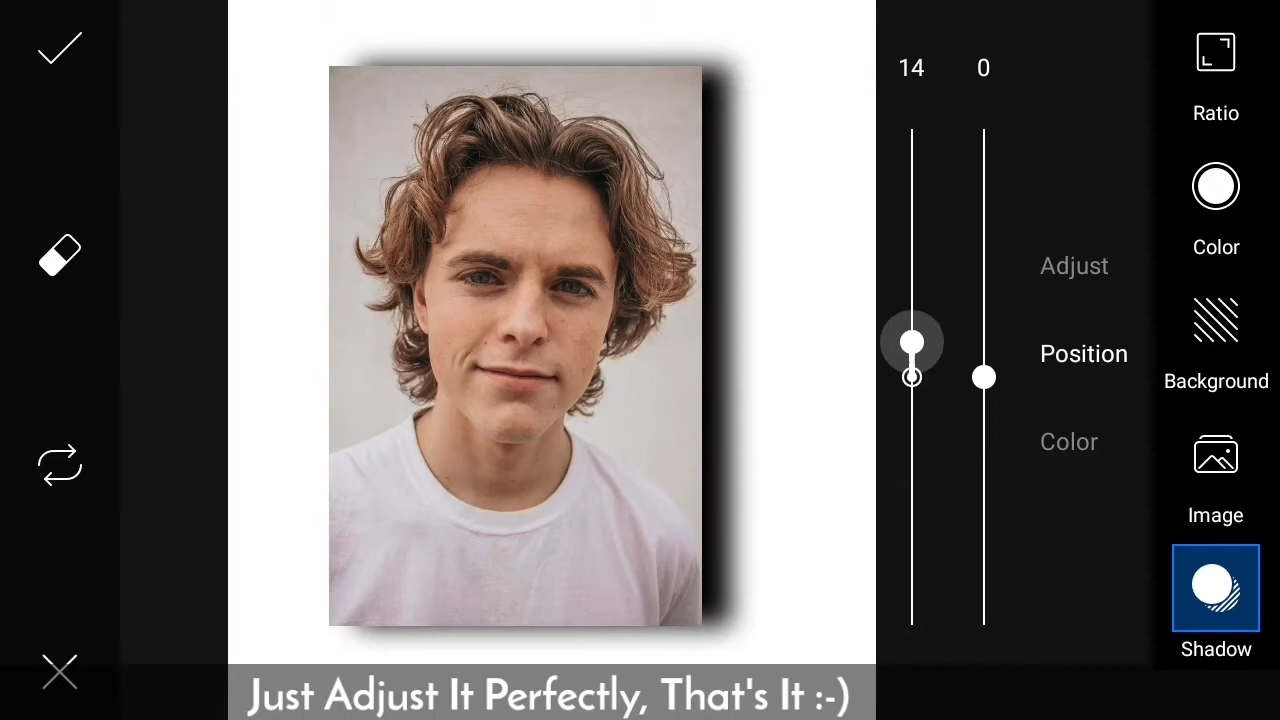 14 0
Ratio
Color
Adjust
Position
Background
Color
Image
Shadow
Just Adjust It Perfectly, That's It :-)